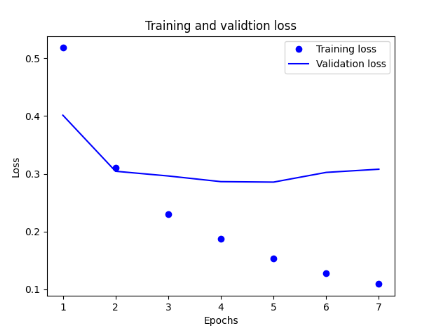 Training and validtion loss
Training loss
Validation loss
Loss
0.5
0.4
0.3
0.2
0.1
1 2 3 4 5 6 7
Epochs